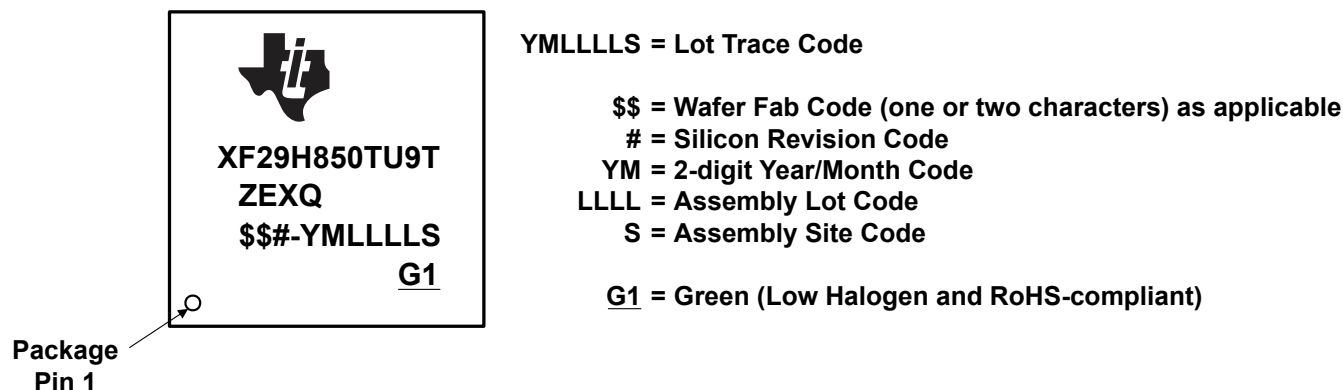 XF29H850TU9T
ZEXQ
$$#-YMLLLLS
G1
Package
Pin 1
YMLLLLS = Lot Trace Code
$$ = Wafer Fab Code (one or two characters) as applicable
# = Silicon Revision Code
YM = 2-digit Year/Month Code
LLLL = Assembly Lot Code
S = Assembly Site Code
G1 = Green (Low Halogen and RoHS-compliant)